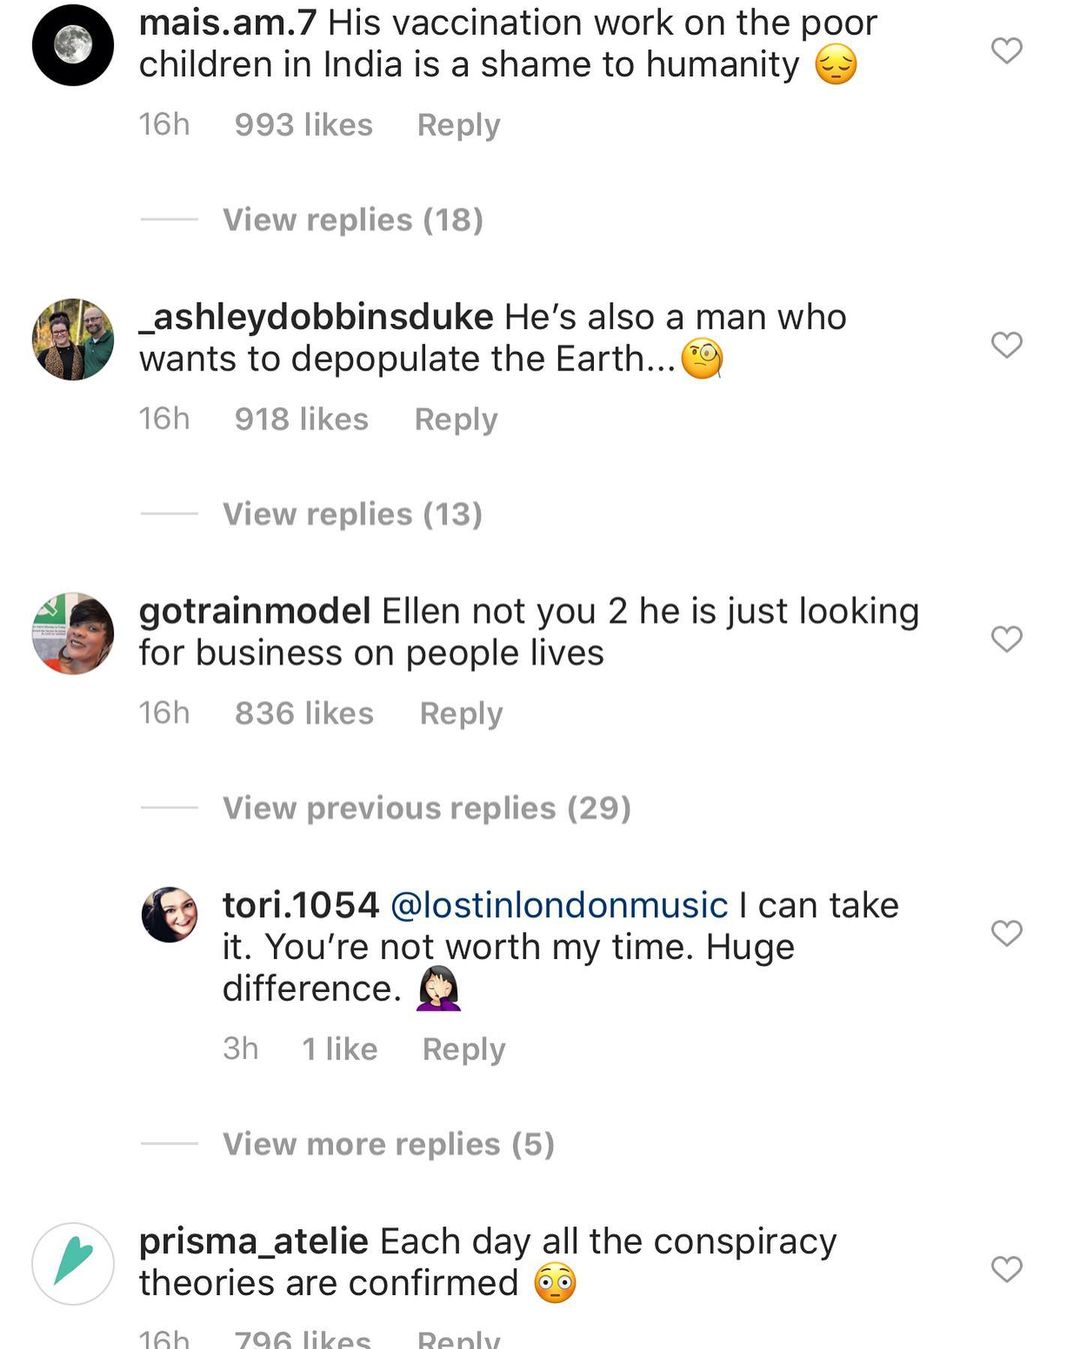 mais.am.7 His vaccination work on the poor
children in India is a shame to humanity 😔
16h 993 likes Reply
View replies (18)
_ashleydobbinsduke He's also a man who
wants to depopulate the Earth...🧐
16h 918 likes Reply
View replies (13)
gotrainmodel Ellen not you 2 he is just looking
for business on people lives
16h 836 likes Reply
View previous replies (29)
tori.1054 @lostinlondonmusic I can take
it. You're not worth my time. Huge
difference. 🤦🏻‍♀️
3h 1 like Reply
View more replies (5)
prisma_atelie Each day all the conspiracy
theories are confirmed 😳
16h 796 likes Reply